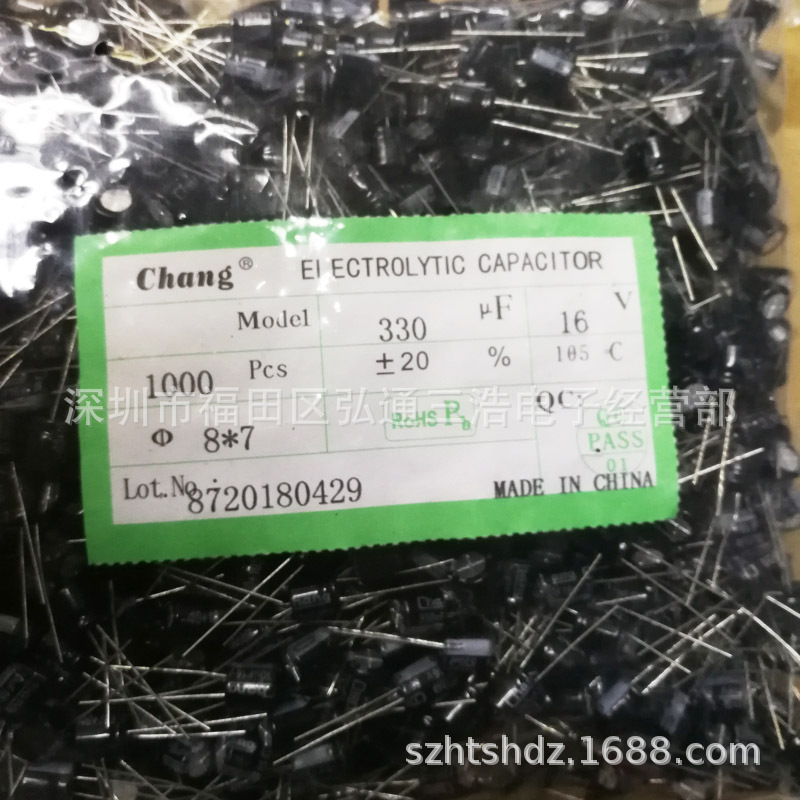 Chang® ELECTROLYTIC CAPACITOR
Model 330 μF 16 V
1000 Pcs ±20 % 105 ℃
深圳市福田区弘通三浩电子经营部
Φ 8*7 RoHS Pb QC: QC PASS 01
Lot.No: 8720180429 MADE IN CHINA
szhtshdz.1688.com